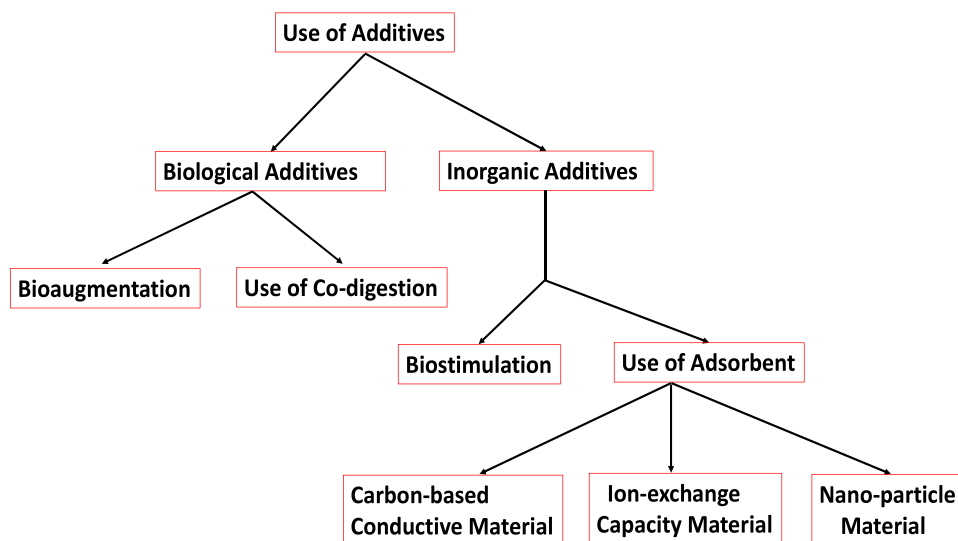 Use of Additives
Biological Additives
Inorganic Additives
Bioaugmentation
Use of Co-digestion
Biostimulation
Use of Adsorbent
Carbon-based
Conductive Material
Ion-exchange
Capacity Material
Nano-particle
Material